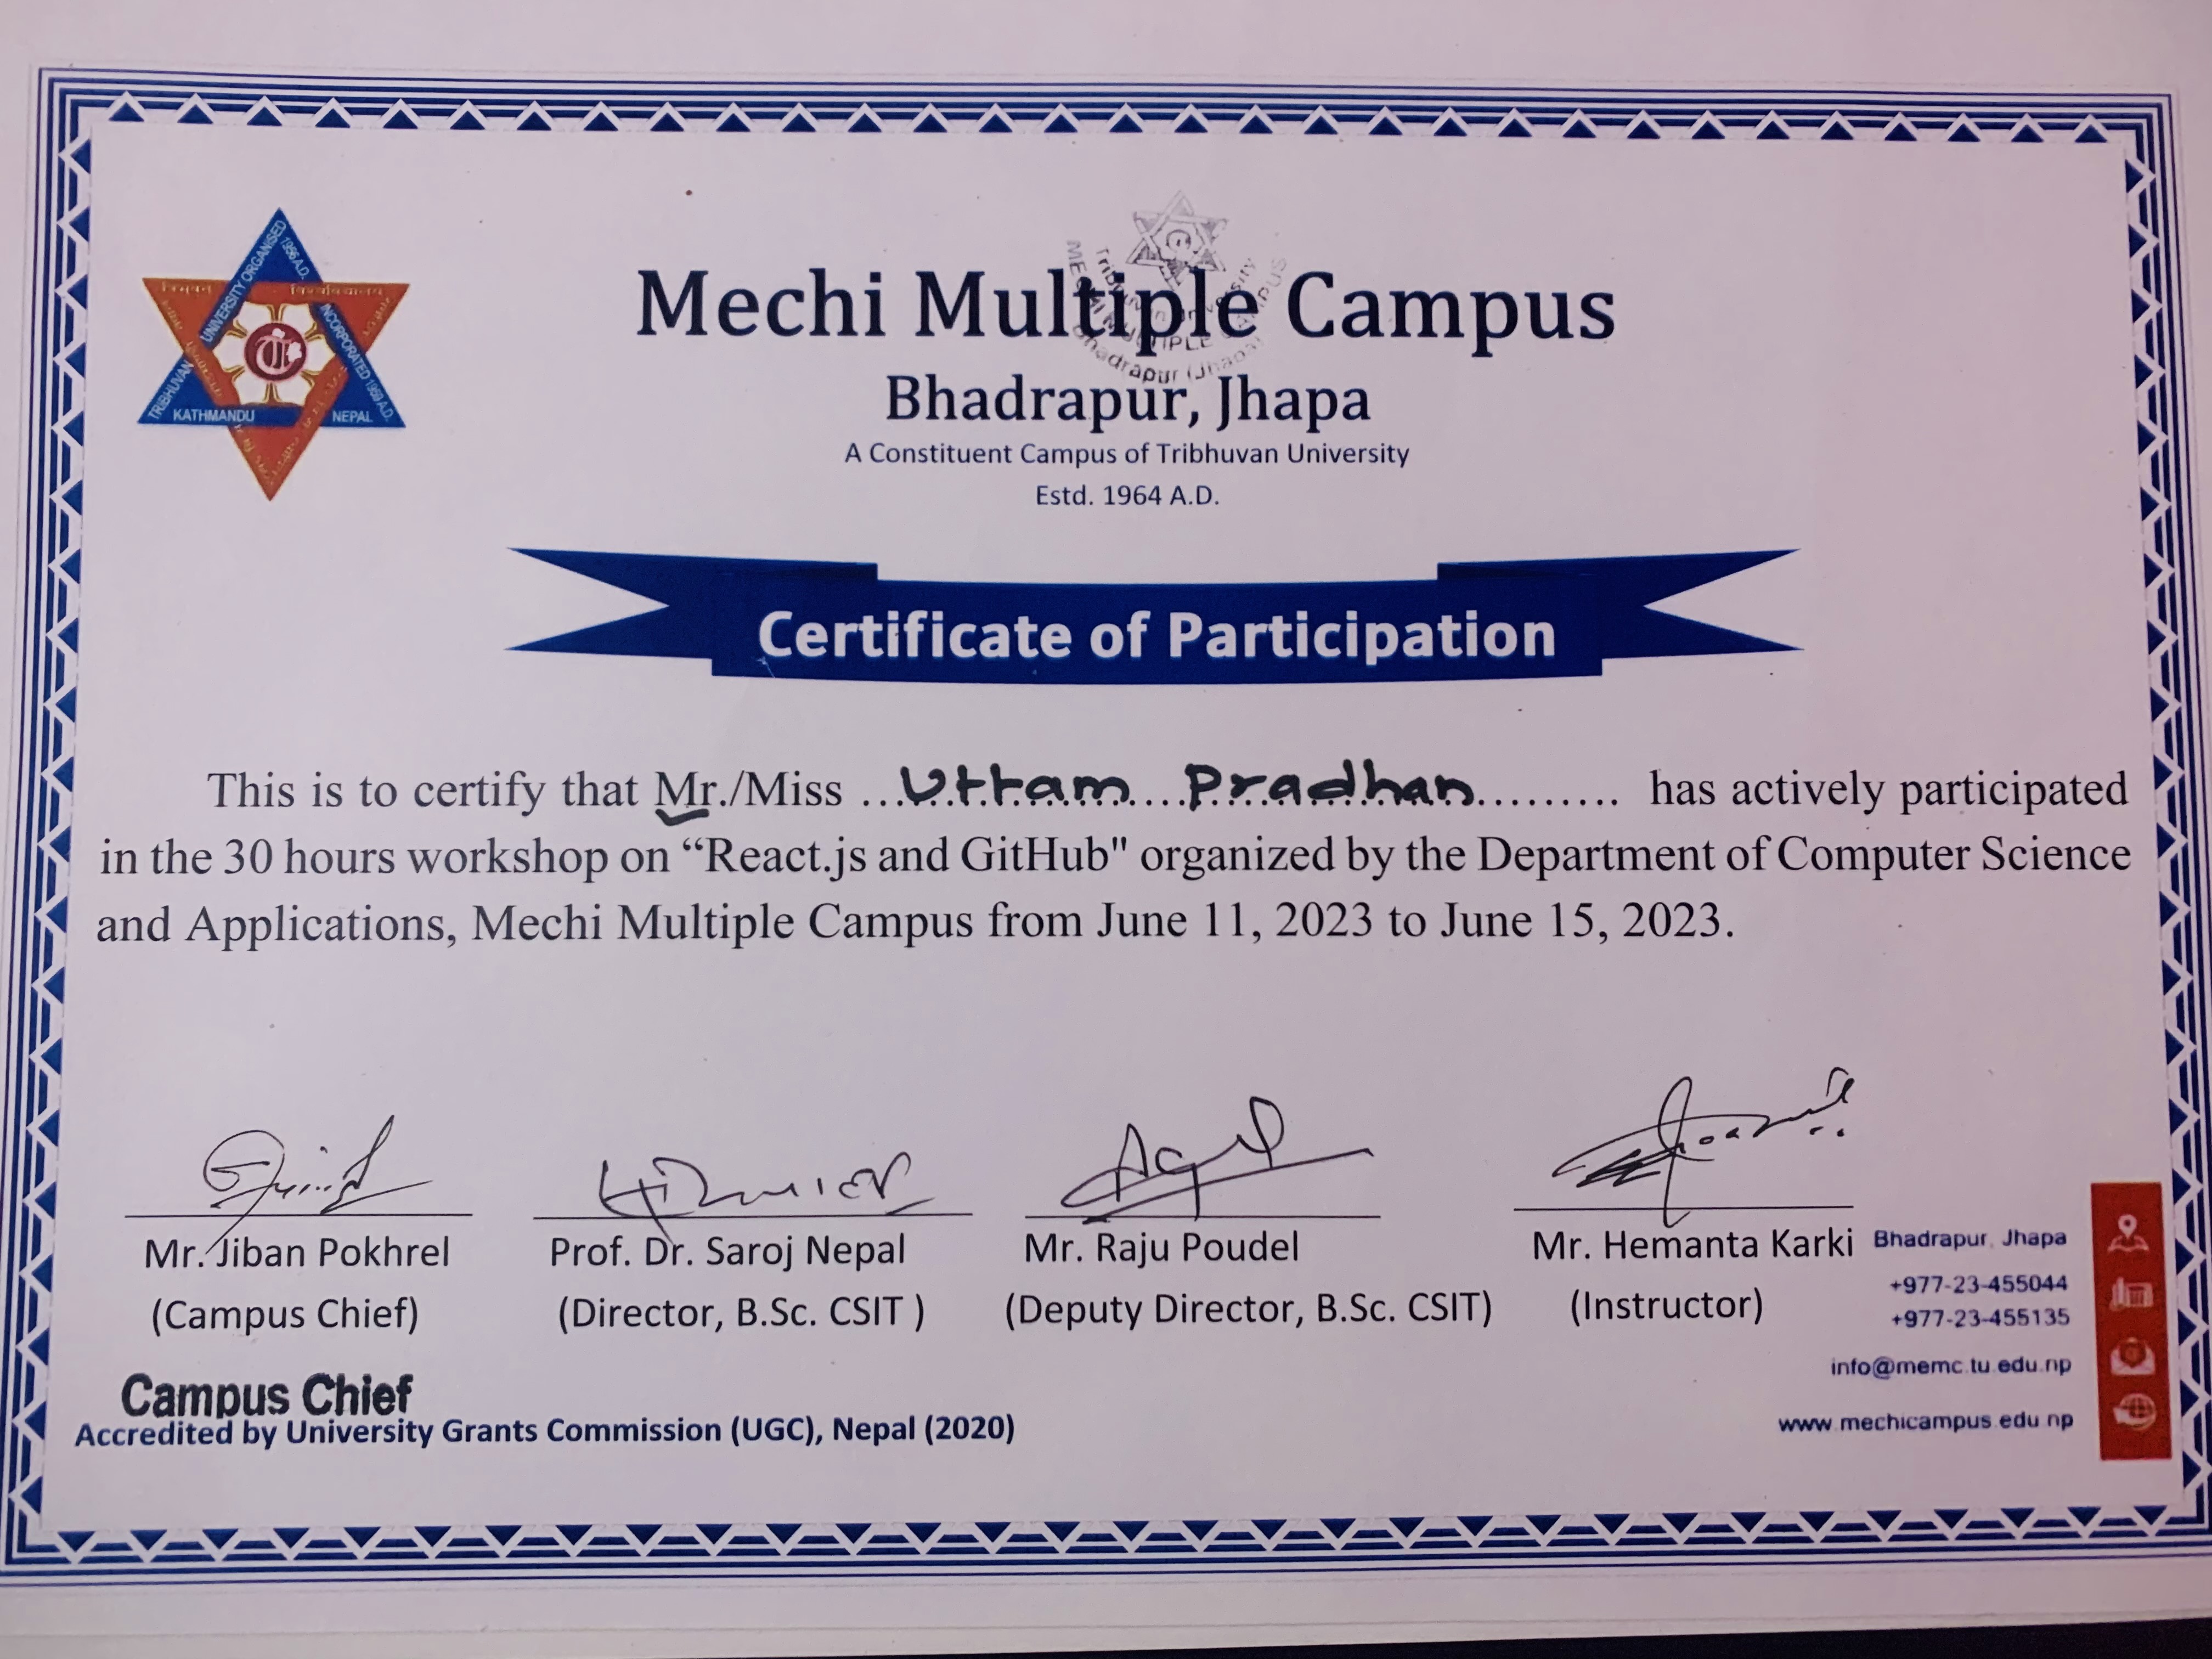 TRIBHUVAN UNIVERSITY ORGANISED 1956 A.D.
INCORPORATED 1959 A.D.
KATHMANDU NEPAL
त्रिभुवन विश्वविद्यालय
Tribhuvan University
MECHI MULTIPLE CAMPUS
Bhadrapur (Jhapa)
Mechi Multiple Campus
Bhadrapur, Jhapa
A Constituent Campus of Tribhuvan University
Estd. 1964 A.D.
Certificate of Participation
This is to certify that Mr./Miss ...Uttam....Pradhan......... has actively participated
in the 30 hours workshop on “React.js and GitHub" organized by the Department of Computer Science
and Applications, Mechi Multiple Campus from June 11, 2023 to June 15, 2023.
Mr. Jiban Pokhrel
(Campus Chief)
Prof. Dr. Saroj Nepal
(Director, B.Sc. CSIT )
Mr. Raju Poudel
(Deputy Director, B.Sc. CSIT)
Mr. Hemanta Karki
(Instructor)
Campus Chief
Accredited by University Grants Commission (UGC), Nepal (2020)
Bhadrapur, Jhapa
+977-23-455044
+977-23-455135
info@memc.tu.edu.np
www.mechicampus.edu.np